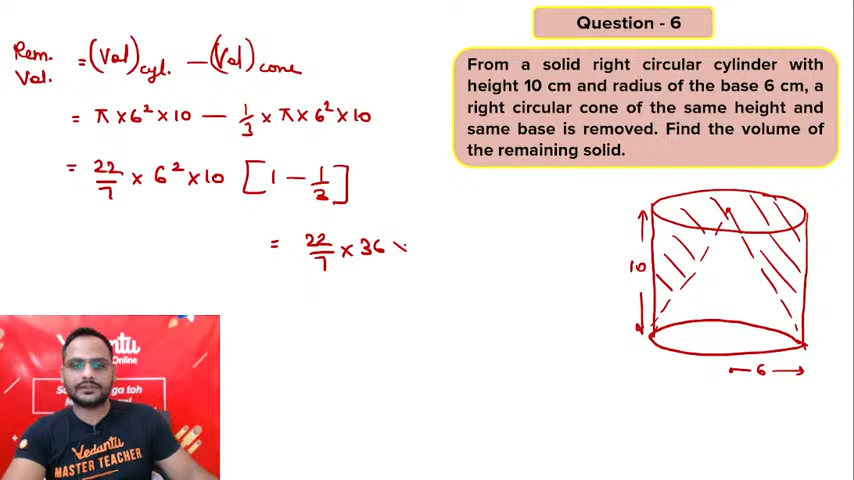 Question - 6
From a solid right circular cylinder with
height 10 cm and radius of the base 6 cm, a
right circular cone of the same height and
same base is removed. Find the volume of
the remaining solid.
Rem. Vol. = (Vol)cyl. — (Vol)cone
= π × 6² × 10 — 1/3 × π × 6² × 10
= 22/7 × 6² × 10 [1 — 1/3]
= 22/7 × 36 ×
10
6
Vedantu
MASTER TEACHER